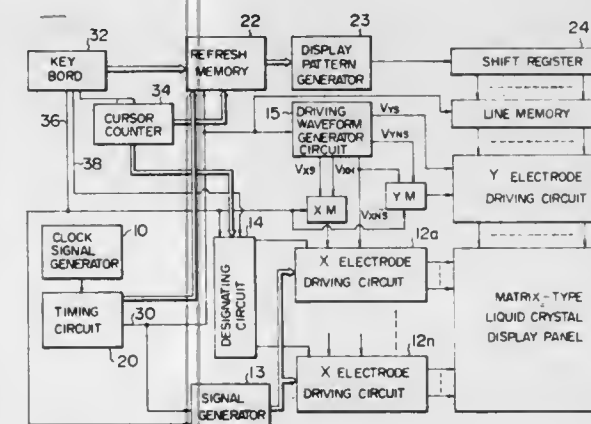 32
22
23
24
KEY
BORD
REFRESH
MEMORY
DISPLAY
PATTERN
GENERATOR
SHIFT REGISTER
34
36
CURSOR
COUNTER
15
DRIVING
WAVEFORM
GENERATOR
CIRCUIT
VYS
VYNS
LINE MEMORY
38
VXS
VXNS
Y ELECTRODE
DRIVING CIRCUIT
XM
YM
10
14
12a
CLOCK
SIGNAL
GENERATOR
DESIGNATING
CIRCUIT
X ELECTRODE
DRIVING CIRCUIT
MATRIX-TYPE
LIQUID CRYSTAL
DISPLAY PANEL
TIMING
CIRCUIT
30
20
12n
13
SIGNAL
GENERATOR
X ELECTRODE
DRIVING CIRCUIT